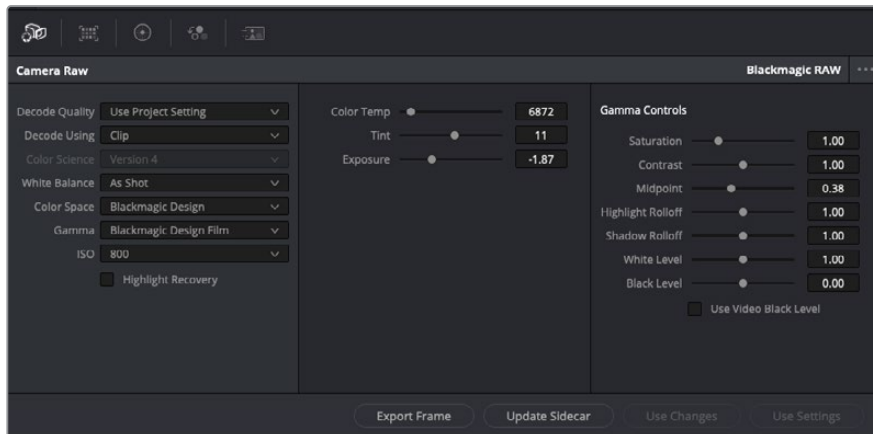 Camera Raw
Blackmagic RAW
Decode Quality Use Project Setting
Decode Using Clip
Color Science Version 4
White Balance As Shot
Color Space Blackmagic Design
Gamma Blackmagic Design Film
ISO 800
Highlight Recovery
Color Temp 6872
Tint 11
Exposure -1.87
Gamma Controls
Saturation 1.00
Contrast 1.00
Midpoint 0.38
Highlight Rolloff 1.00
Shadow Rolloff 1.00
White Level 1.00
Black Level 0.00
Use Video Black Level
Export Frame
Update Sidecar
Use Changes
Use Settings